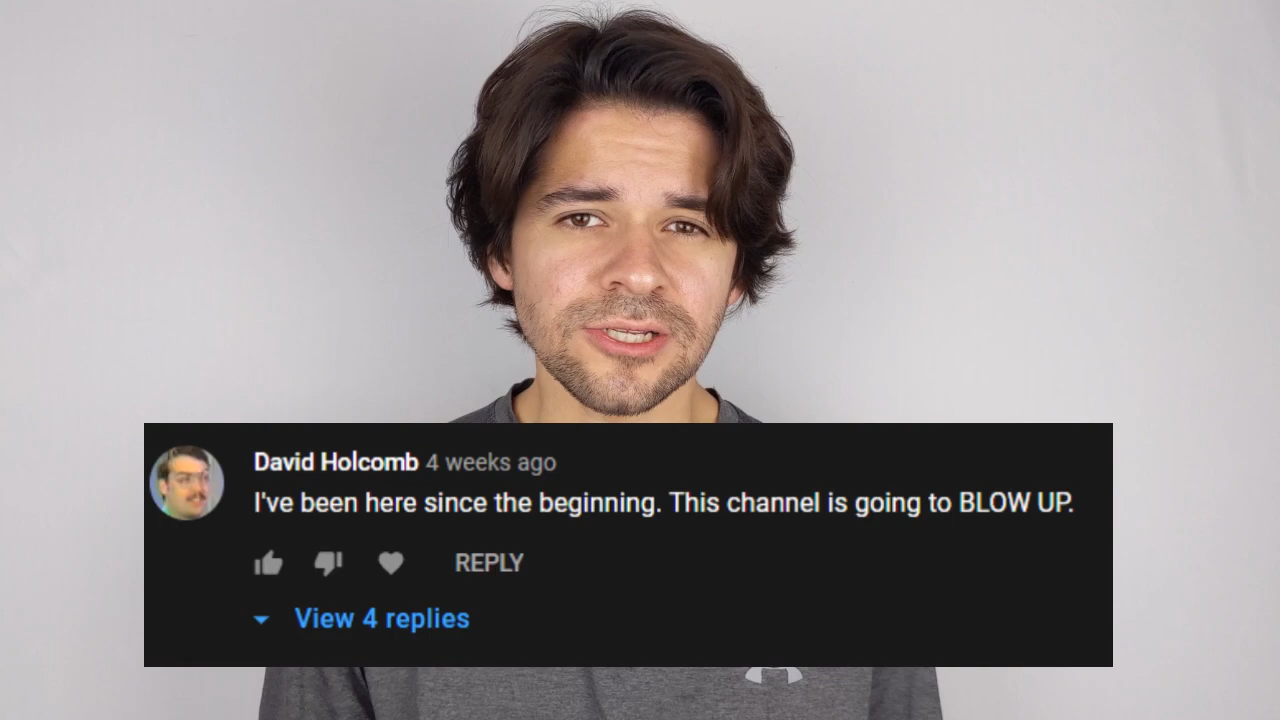 David Holcomb 4 weeks ago
I've been here since the beginning. This channel is going to BLOW UP.
REPLY
View 4 replies